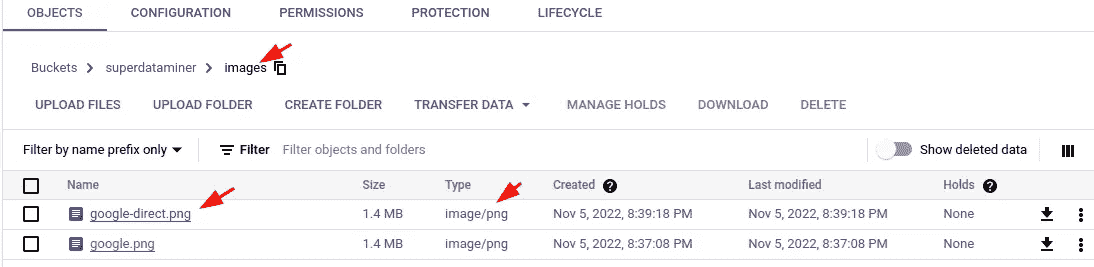 OBJECTS CONFIGURATION PERMISSIONS PROTECTION LIFECYCLE
Buckets superdataminer images
UPLOAD FILES UPLOAD FOLDER CREATE FOLDER TRANSFER DATA MANAGE HOLDS DOWNLOAD DELETE
Filter by name prefix only Filter Filter objects and folders Show deleted data
Name Size Type Created Last modified Holds
google-direct.png 1.4 MB image/png Nov 5, 2022, 8:39:18 PM Nov 5, 2022, 8:39:18 PM None
google.png 1.4 MB image/png Nov 5, 2022, 8:37:08 PM Nov 5, 2022, 8:37:08 PM None